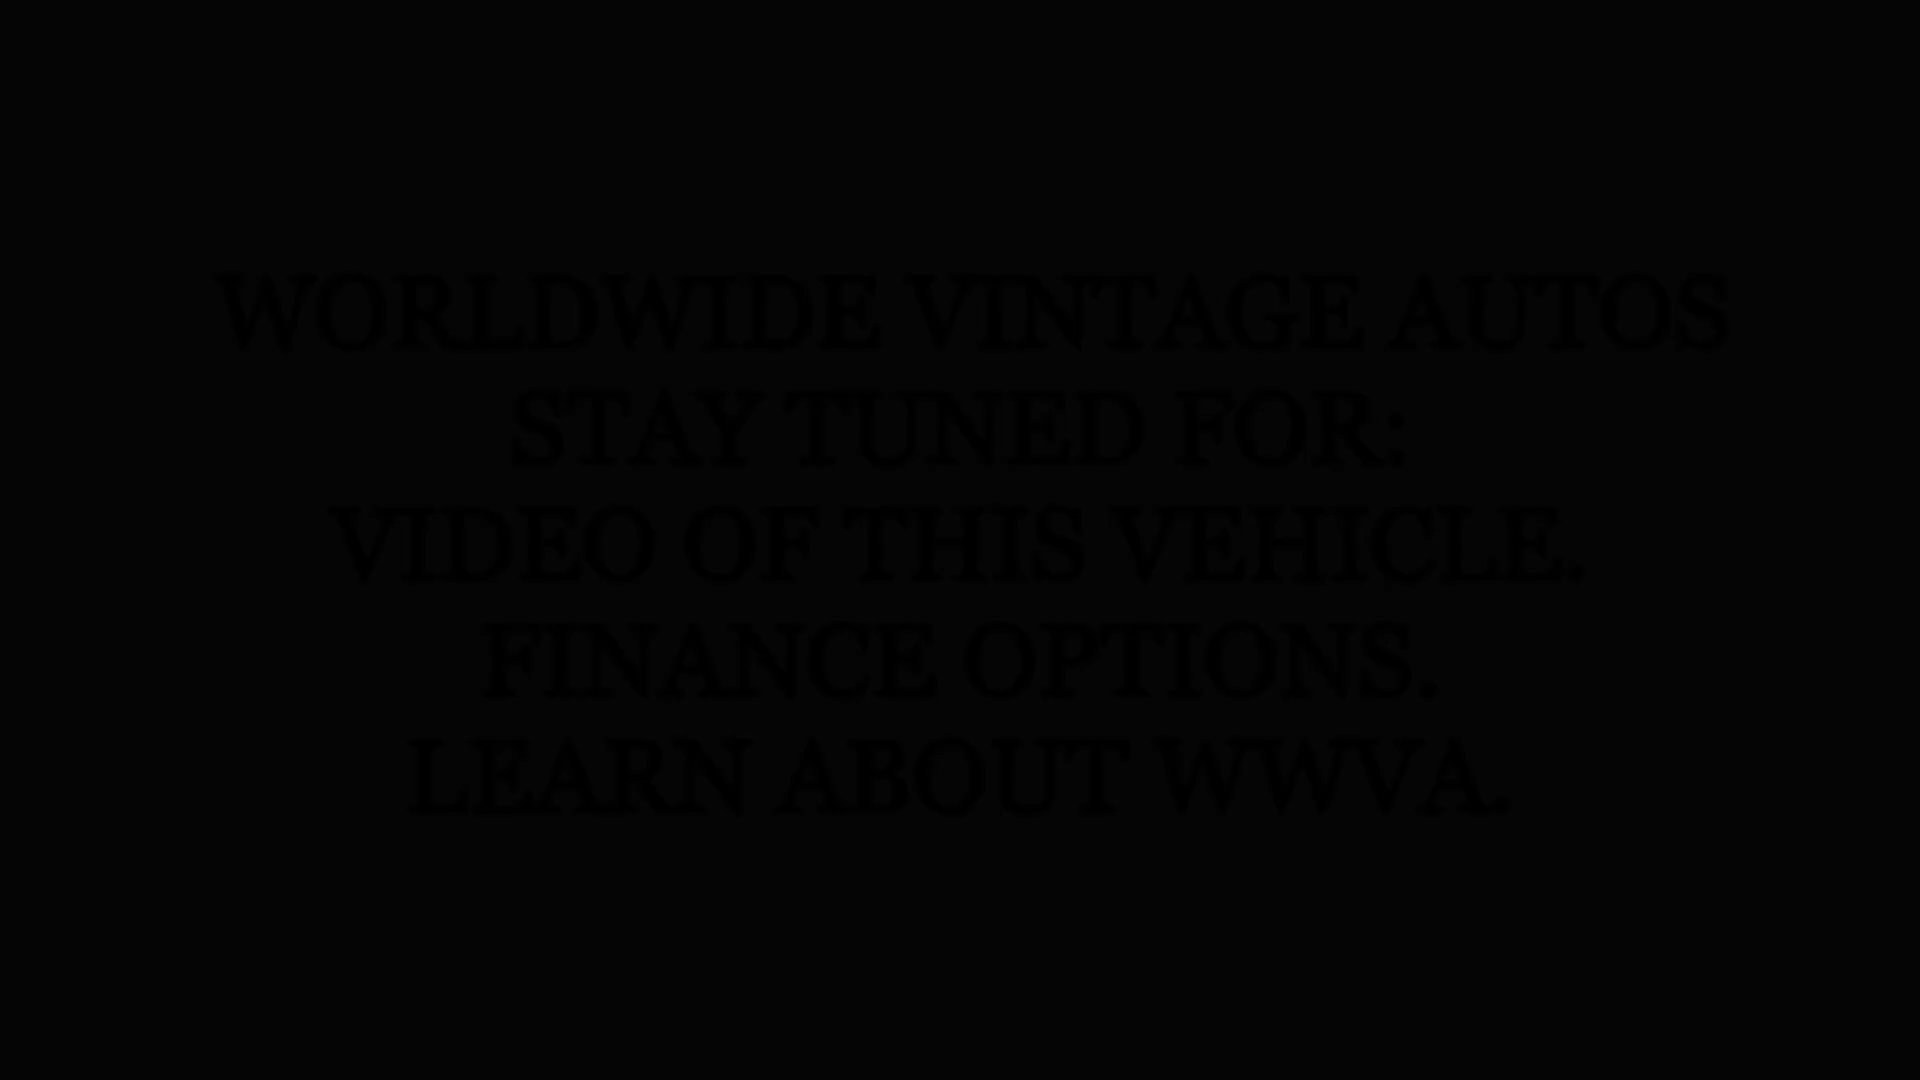 WORLDWIDE VINTAGE AUTOS
STAY TUNED FOR:
VIDEO OF THIS VEHICLE.
FINANCE OPTIONS.
LEARN ABOUT WWVA.